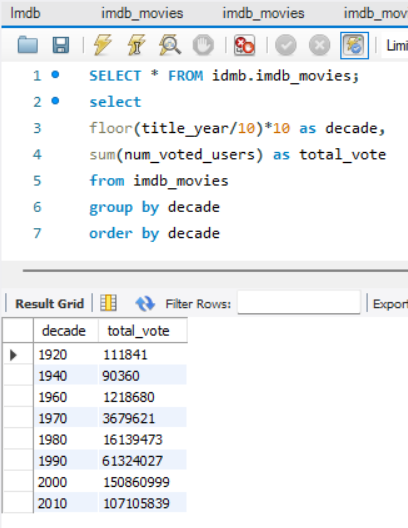 Imdb imdb_movies imdb_movies imdb_mov
Limi
1 SELECT * FROM idmb.imdb_movies;
2 select
3 floor(title_year/10)*10 as decade,
4 sum(num_voted_users) as total_vote
5 from imdb_movies
6 group by decade
7 order by decade
Result Grid Filter Rows: Export
decade total_vote
1920 111841
1940 90360
1960 1218680
1970 3679621
1980 16139473
1990 61324027
2000 150860999
2010 107105839